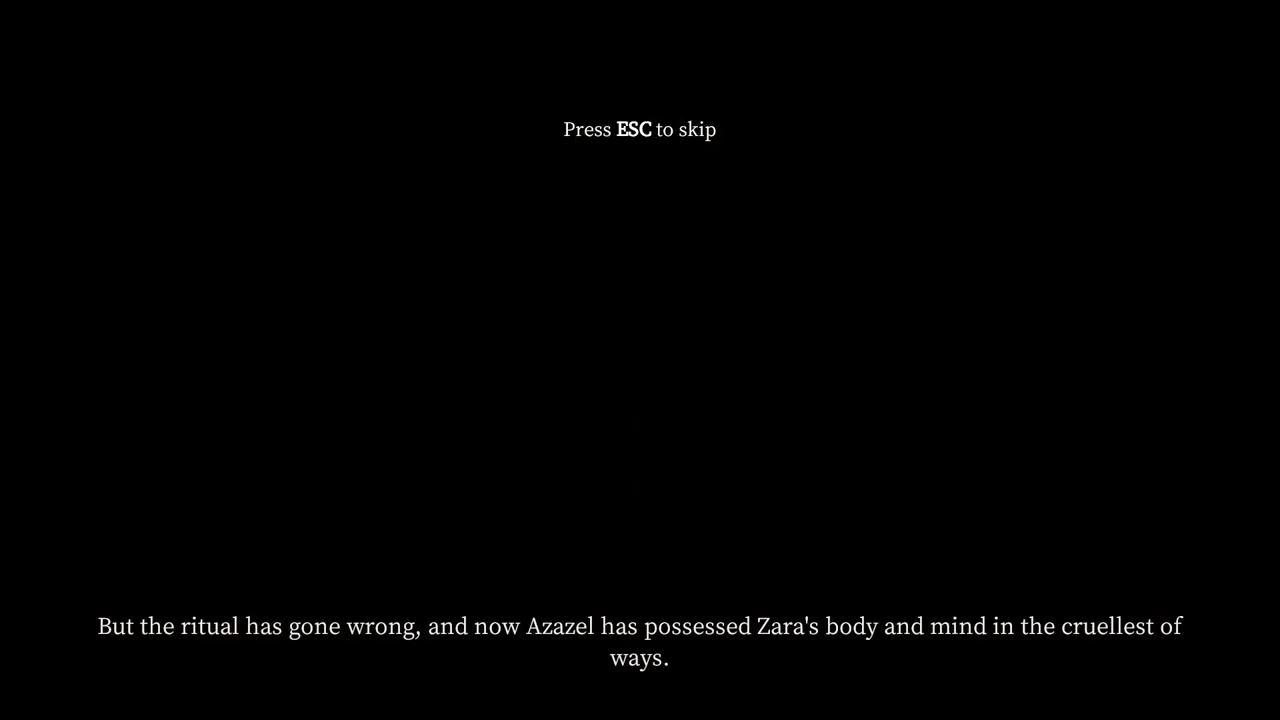 Press ESC to skip
But the ritual has gone wrong, and now Azazel has possessed Zara's body and mind in the cruellest of
ways.